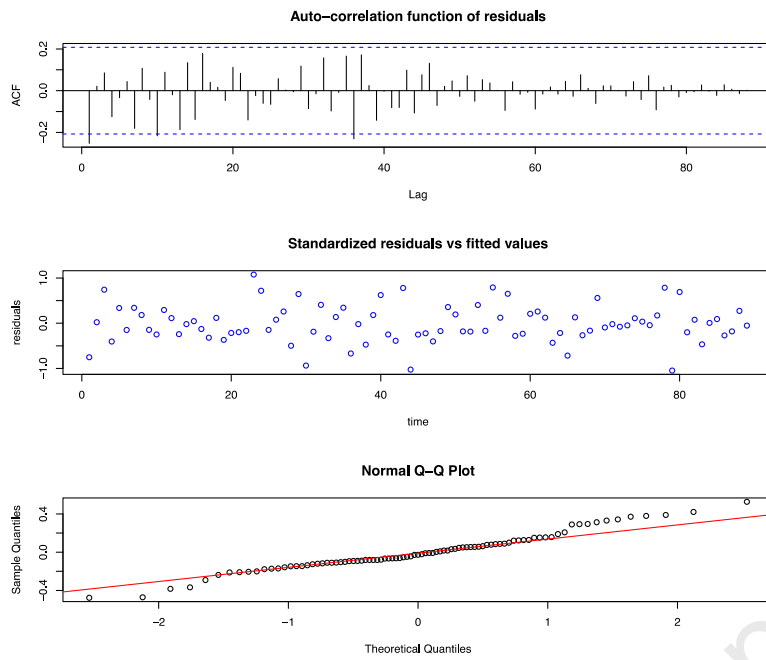 Auto−correlation function of residuals
ACF
0.2
0.0
−0.2
0 20 40 60 80
Lag
Standardized residuals vs fitted values
residuals
1.0
0.0
−1.0
0 20 40 60 80
time
Normal Q−Q Plot
Sample Quantiles
0.4
0.0
−0.4
−2 −1 0 1 2
Theoretical Quantiles